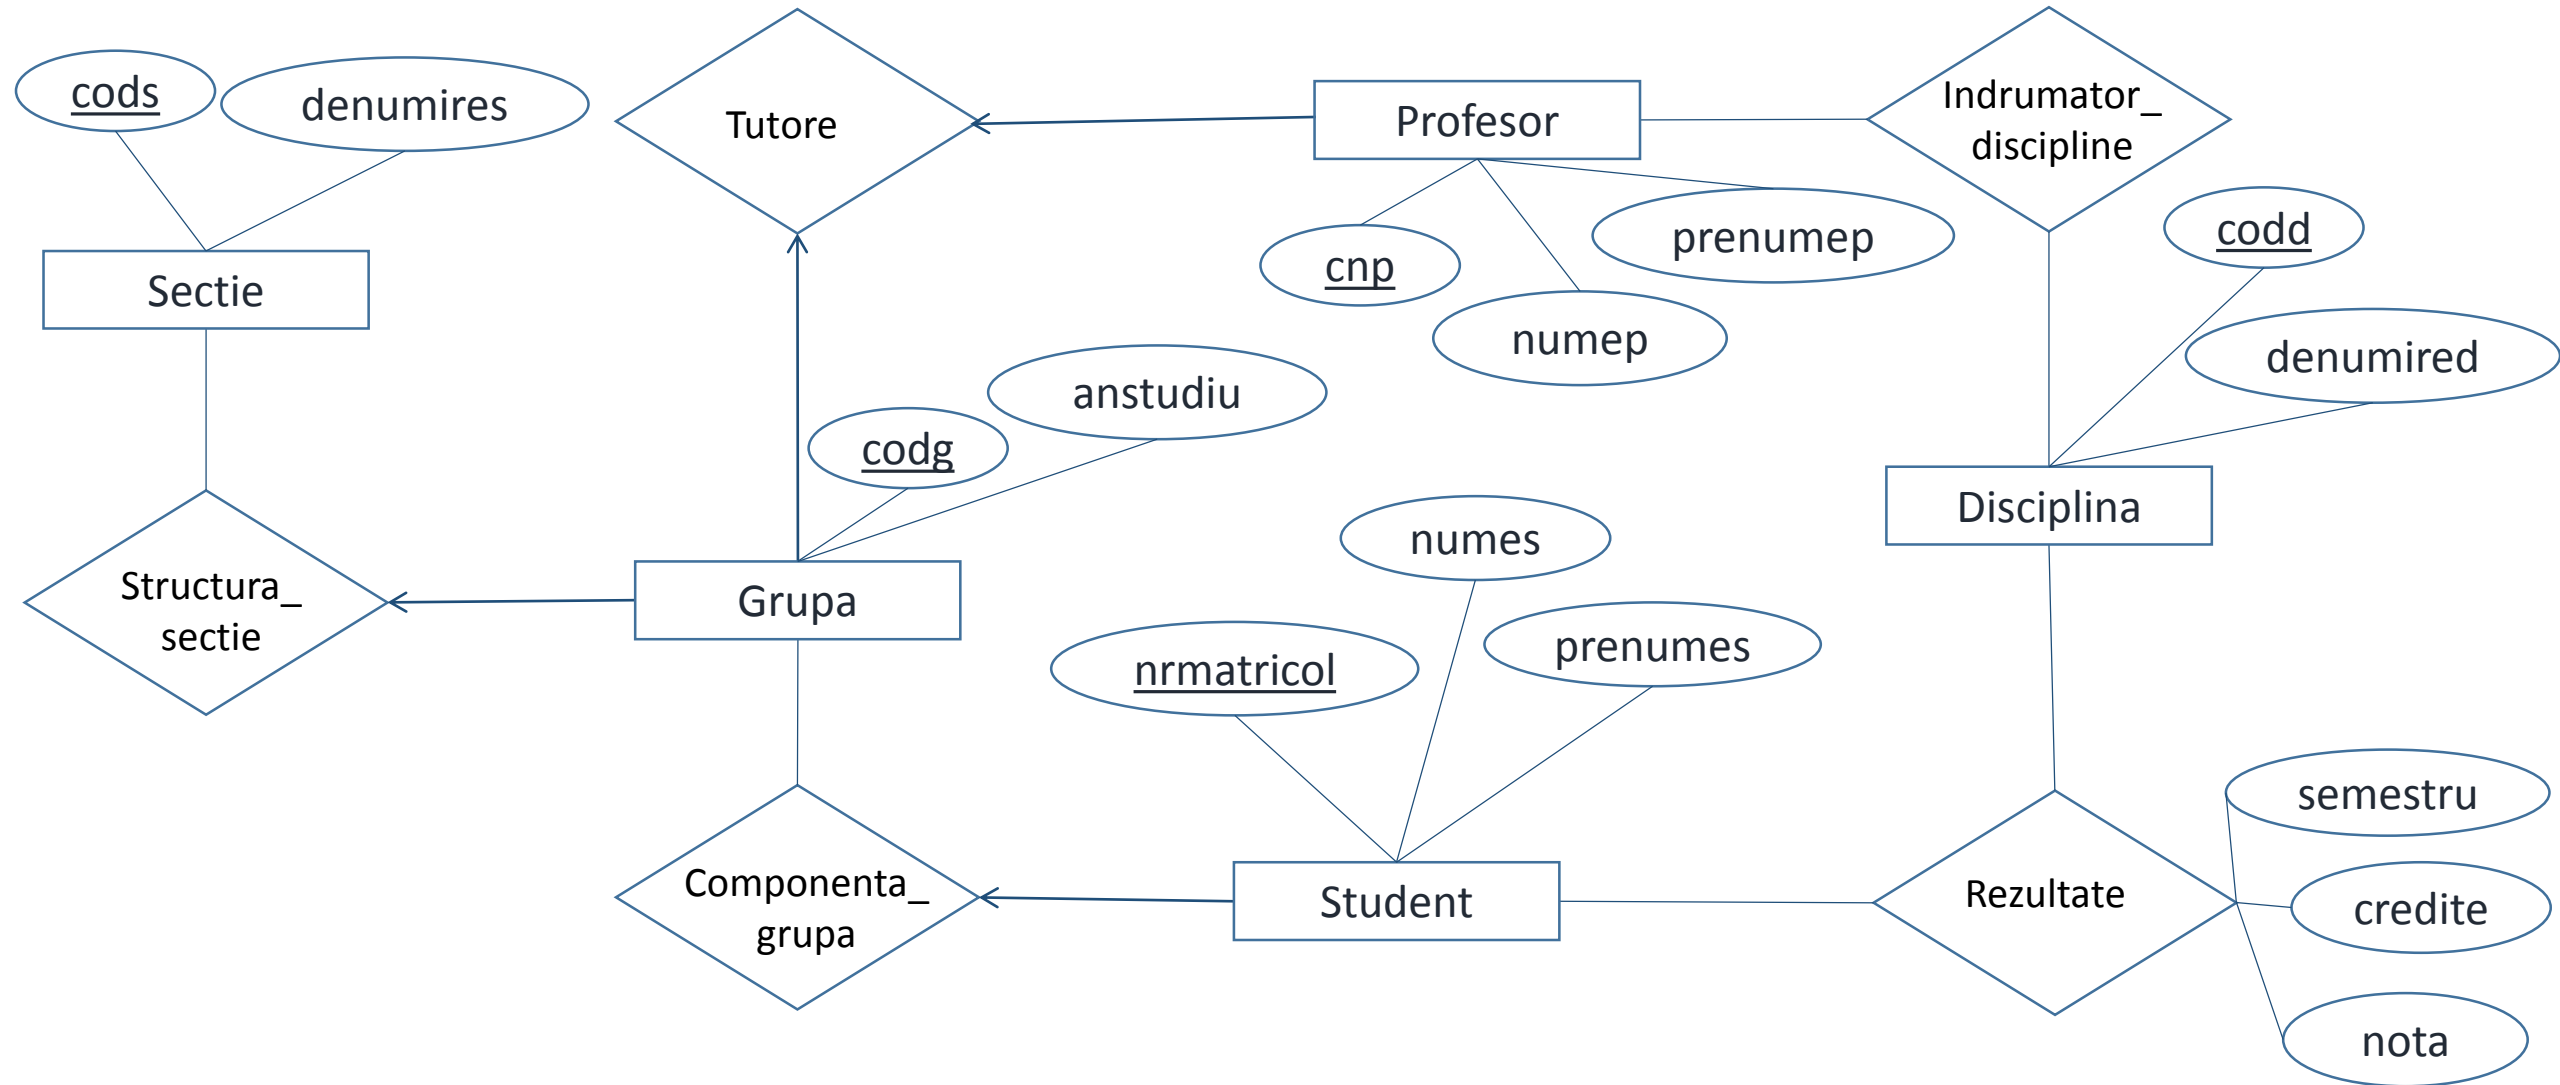 cods
denumires
Tutore
Profesor
Indrumator_
discipline
cnp
prenumep
numep
codd
denumired
Sectie
anstudiu
codg
Disciplina
numes
Structura_
sectie
Grupa
nrmatricol
prenumes
Componenta_
grupa
Student
Rezultate
semestru
credite
nota